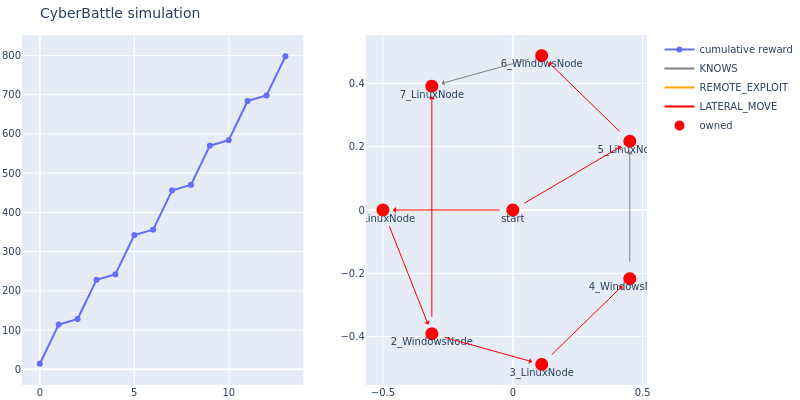 CyberBattle simulation
800
700
600
500
400
300
200
100
0
0
5
10
0.4
0.2
0
−0.2
−0.4
−0.5
0
0.5
6_WindowsNode
7_LinuxNode
5_LinuxNo
LinuxNode
start
4_WindowsN
2_WindowsNode
3_LinuxNode
cumulative reward
KNOWS
REMOTE_EXPLOIT
LATERAL_MOVE
owned